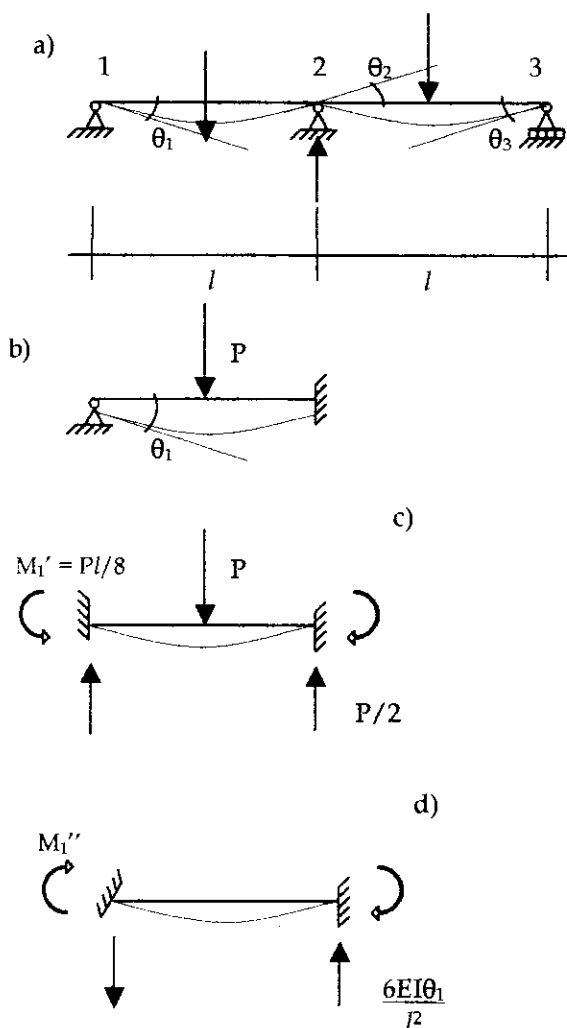 a)
1 2 θ₂ 3
θ₁ θ₃
l l
b)
P
θ₁
c)
M₁′ = Pl/8
P
P/2
d)
M₁′′
6EIθ₁
l²